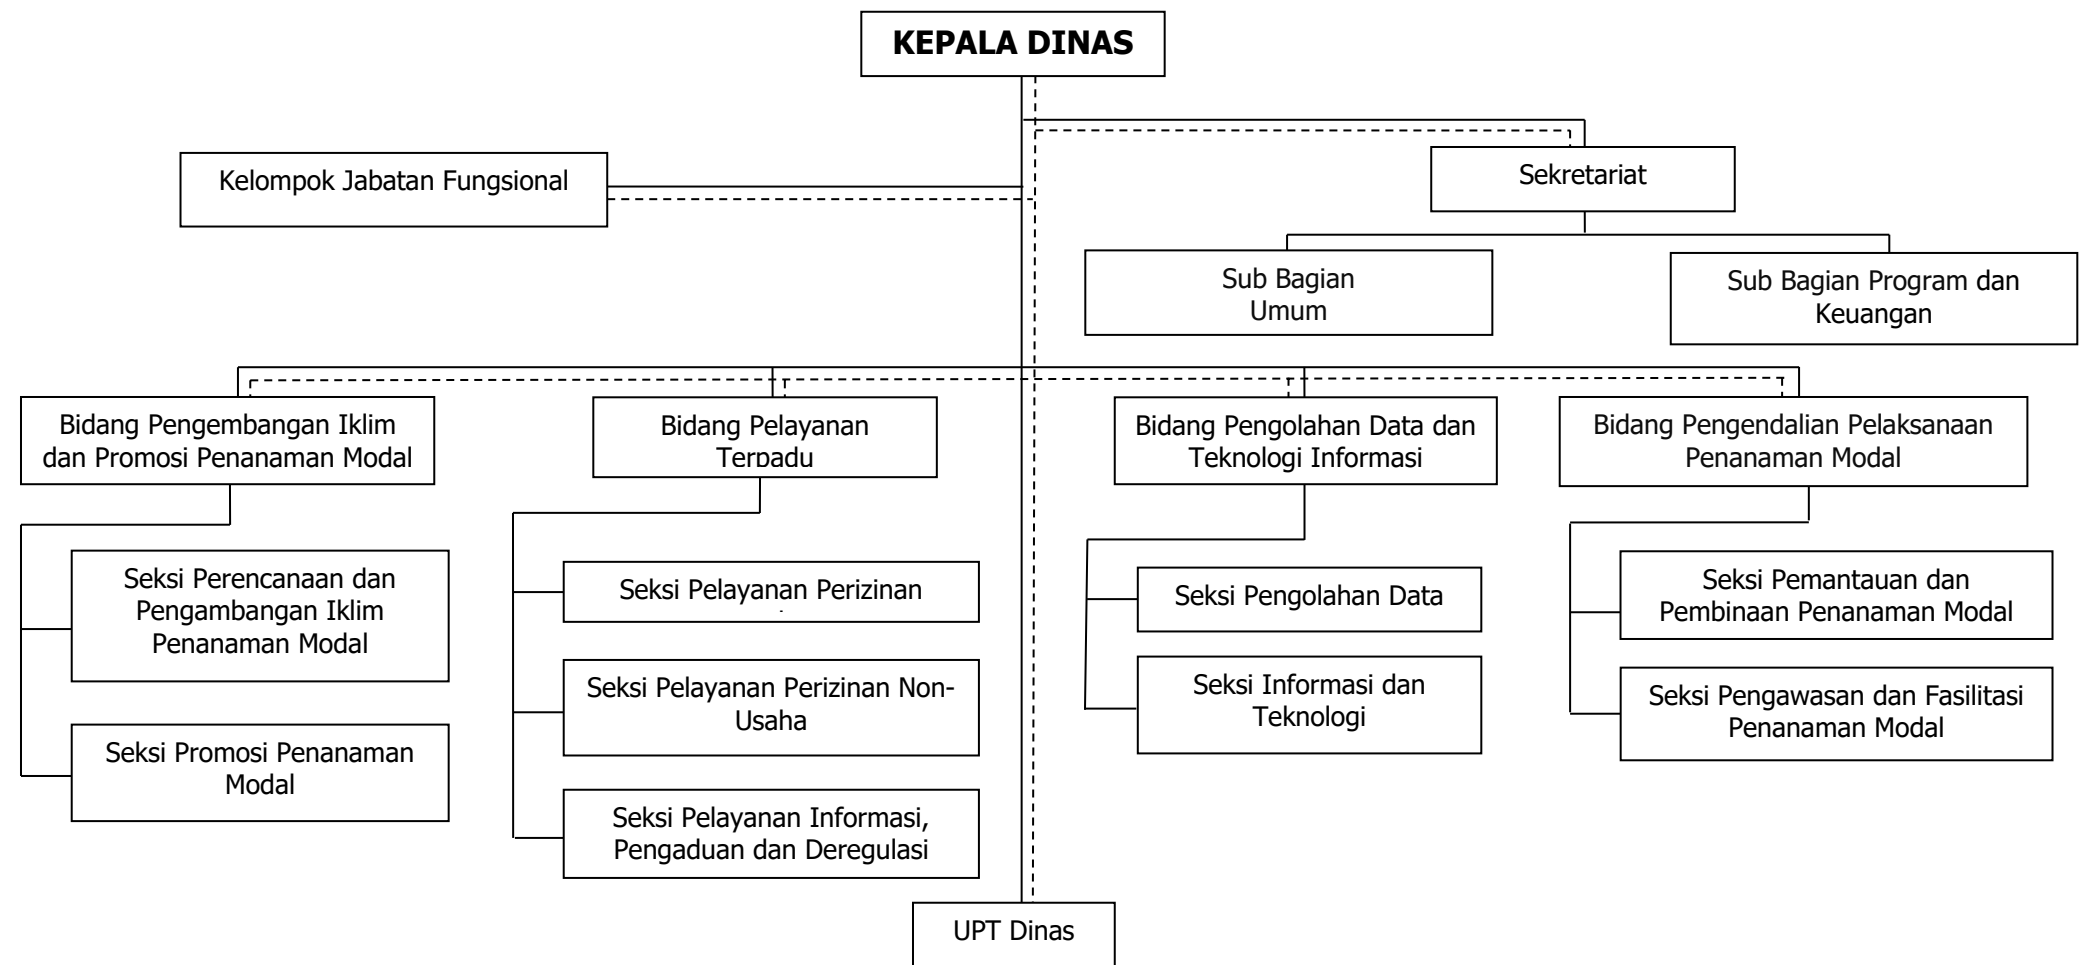 KEPALA DINAS
Kelompok Jabatan Fungsional
Sekretariat
Sub Bagian
Umum
Sub Bagian Program dan
Keuangan
Bidang Pengembangan Iklim
dan Promosi Penanaman Modal
Bidang Pelayanan
Terpadu
Bidang Pengolahan Data dan
Teknologi Informasi
Bidang Pengendalian Pelaksanaan
Penanaman Modal
Seksi Perencanaan dan
Pengambangan Iklim
Penanaman Modal
Seksi Promosi Penanaman
Modal
Seksi Pelayanan Perizinan
Seksi Pelayanan Perizinan Non-
Usaha
Seksi Pelayanan Informasi,
Pengaduan dan Deregulasi
Seksi Pengolahan Data
Seksi Informasi dan
Teknologi
Seksi Pemantauan dan
Pembinaan Penanaman Modal
Seksi Pengawasan dan Fasilitasi
Penanaman Modal
UPT Dinas